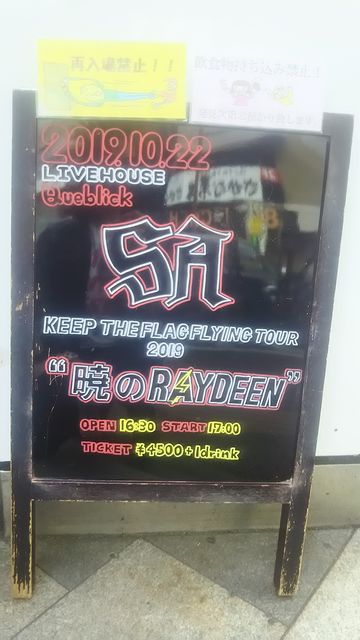 再入場禁止！！
飲食物持ち込み禁止！
2019.10.22
LIVEHOUSE
Queblick
SA
KEEP THE FLAG FLYING TOUR
2019
"暁のRAYDEEN"
OPEN 16:30 START 17:00
TICKET ¥4500+1drink